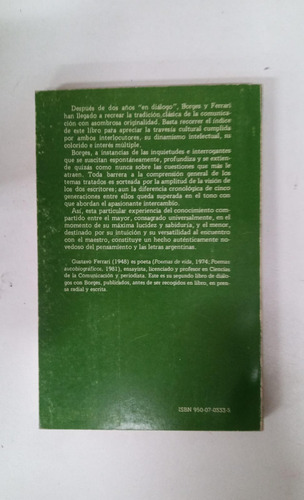 Después de dos años "en diálogo", Borges y Ferrari
han llegado a recrear la tradición clásica de la comunica-
ción con asombrosa originalidad. Basta recorrer el índice
de este libro para apreciar la travesía cultural cumplida
por ambos interlocutores, su dinamismo intelectual, su
colorido e interés múltiple.
Borges, a instancias de las inquietudes e interrogantes
que se suscitan espontáneamente, profundiza y se extien-
de quizás como nunca sobre las cuestiones que más le
atraen. Toda barrera a la comprensión general de los
temas tratados es sorteada por la amplitud de la visión de
los dos escritores; aun la diferencia cronológica de cinco
generaciones entre ellos queda superada en el tono con
que abordan el apasionante intercambio.
Así, esta particular experiencia del conocimiento com-
partido entre el mayor, consagrado universalmente, en el
momento de su máxima lucidez y sabiduría, y el menor,
destinado por su intuición y su versatilidad al encuentro
con el maestro, constituye un hecho auténticamente no-
vedoso del pensamiento y las letras argentinas.
Gustavo Ferrari (1948) es poeta (Poemas de vida, 1974; Poemas
autobiográficos, 1981), ensayista, licenciado y profesor en Ciencias
de la Comunicación y periodista. Este es su segundo libro de diálo-
gos con Borges, publicados, antes de ser recogidos en libro, en pren-
sa radial y escrita.
ISBN 950-07-0333-5